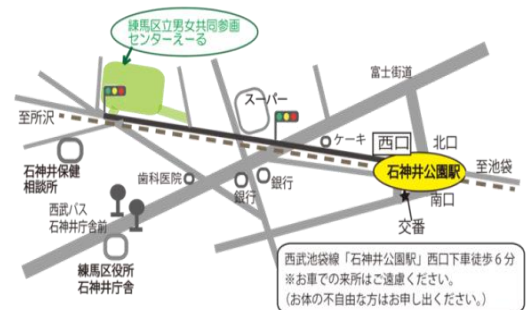 練馬区立男女共同参画
センターえーる
富士街道
スーパー
至所沢
ケーキ
西口
北口
石神井公園駅
至池袋
石神井保健
相談所
歯科医院
銀行
銀行
南口
交番
西武バス
石神井庁舎前
練馬区役所
石神井庁舎
西武池袋線「石神井公園駅」西口下車徒歩6分
※お車での来所はご遠慮ください。
(お体の不自由な方はお申し出ください。)